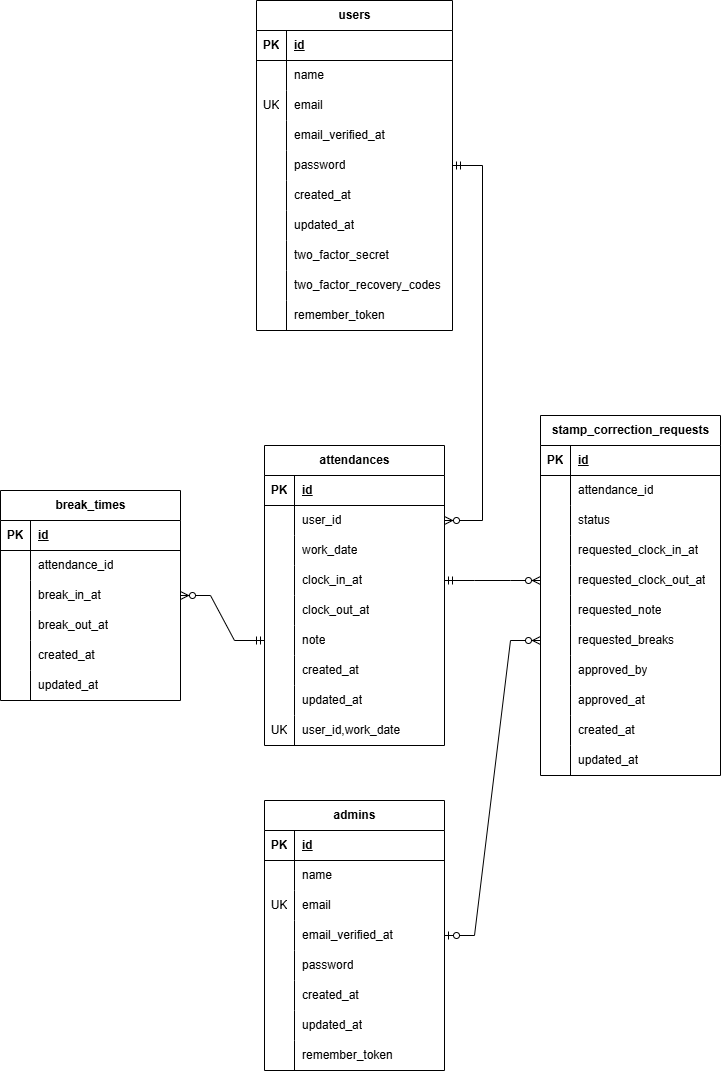 users
PK id
name
UK email
email_verified_at
password
created_at
updated_at
two_factor_secret
two_factor_recovery_codes
remember_token
attendances
PK id
user_id
work_date
clock_in_at
clock_out_at
note
created_at
updated_at
UK user_id,work_date
stamp_correction_requests
PK id
attendance_id
status
requested_clock_in_at
requested_clock_out_at
requested_note
requested_breaks
approved_by
approved_at
created_at
updated_at
break_times
PK id
attendance_id
break_in_at
break_out_at
created_at
updated_at
admins
PK id
name
UK email
email_verified_at
password
created_at
updated_at
remember_token